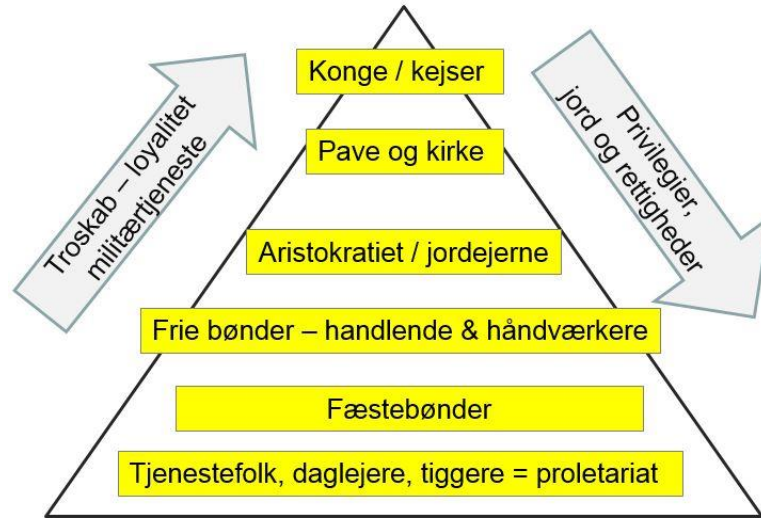 Konge / kejser
Pave og kirke
Aristokratiet / jordejerne
Frie bønder – handlende & håndværkere
Fæstebønder
Tjenestefolk, daglejere, tiggere = proletariat
Troskab – loyalitet
militærtjeneste
Privilegier,
jord og rettigheder